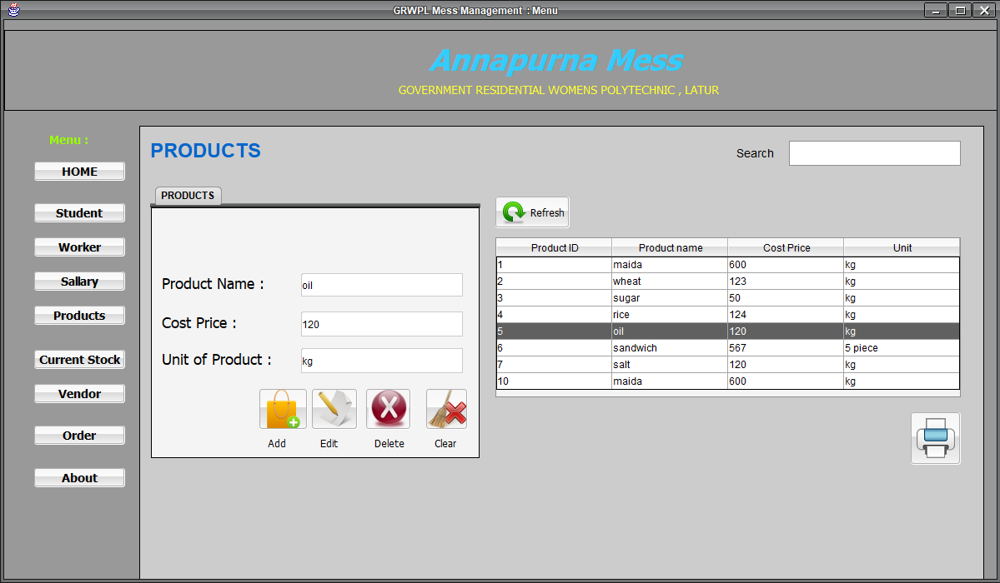 GRWPL Mess Management : Menu
Annapurna Mess
GOVERNMENT RESIDENTIAL WOMENS POLYTECHNIC , LATUR
Menu :
HOME
Student
Worker
Sallary
Products
Current Stock
Vendor
Order
About
PRODUCTS
Search
PRODUCTS
Product Name : oil
Cost Price : 120
Unit of Product : kg
Add Edit Delete Clear
Refresh
Product ID Product name Cost Price Unit
1 maida 600 kg
2 wheat 123 kg
3 sugar 50 kg
4 rice 124 kg
5 oil 120 kg
6 sandwich 567 5 piece
7 salt 120 kg
10 maida 600 kg